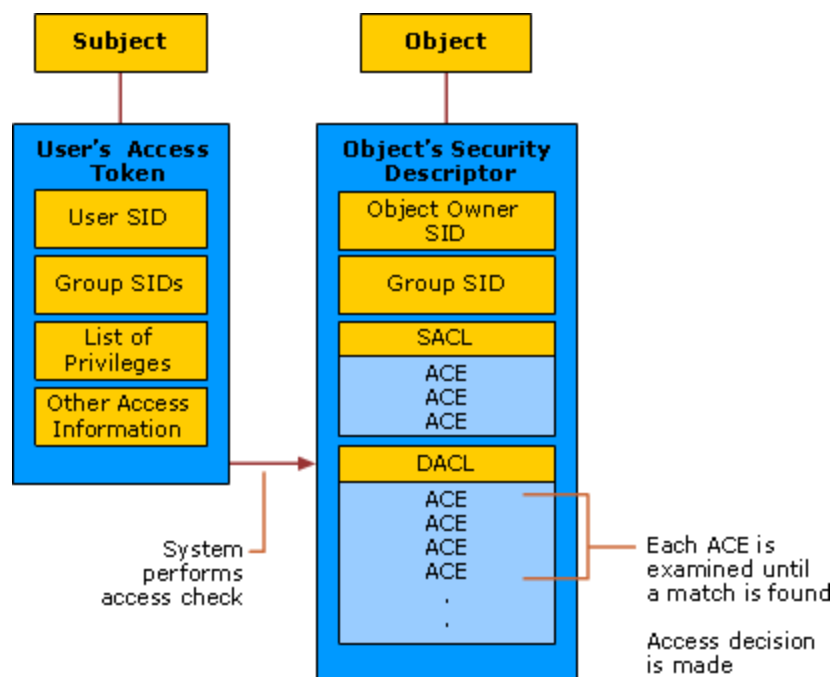 Subject
User's Access
Token
User SID
Group SIDs
List of
Privileges
Other Access
Information
System
performs
access check
Object
Object's Security
Descriptor
Object Owner
SID
Group SID
SACL
ACE
ACE
ACE
DACL
ACE
ACE
ACE
ACE
.
.
Each ACE is
examined until
a match is found
Access decision
is made